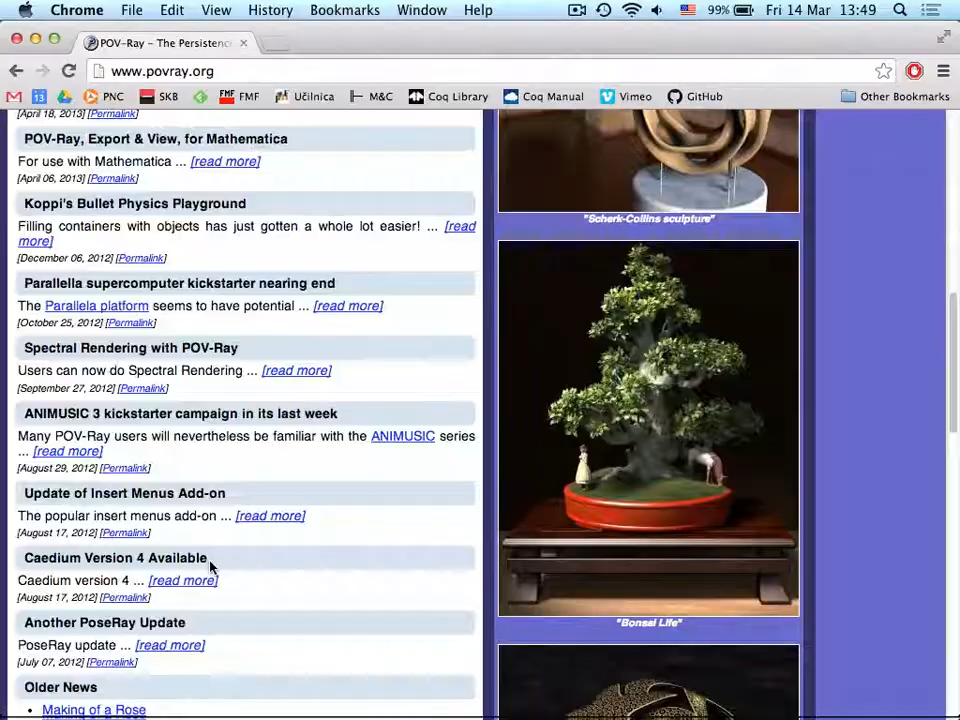 Chrome File Edit View History Bookmarks Window Help 99% Fri 14 Mar 13:49
POV-Ray – The Persistenc
www.povray.org
PNC SKB FMF Učilnica M&C Coq Library Coq Manual Vimeo GitHub Other Bookmarks
[April 18, 2013] [Permalink]
POV-Ray, Export & View, for Mathematica
For use with Mathematica ... [read more]
[April 06, 2013] [Permalink]
Koppi's Bullet Physics Playground
Filling containers with objects has just gotten a whole lot easier! ... [read
more]
[December 06, 2012] [Permalink]
Parallella supercomputer kickstarter nearing end
The Parallela platform seems to have potential ... [read more]
[October 25, 2012] [Permalink]
Spectral Rendering with POV-Ray
Users can now do Spectral Rendering ... [read more]
[September 27, 2012] [Permalink]
ANIMUSIC 3 kickstarter campaign in its last week
Many POV-Ray users will nevertheless be familiar with the ANIMUSIC series
... [read more]
[August 29, 2012] [Permalink]
Update of Insert Menus Add-on
The popular insert menus add-on ... [read more]
[August 17, 2012] [Permalink]
Caedium Version 4 Available
Caedium version 4 ... [read more]
[August 17, 2012] [Permalink]
Another PoseRay Update
PoseRay update ... [read more]
[July 07, 2012] [Permalink]
Older News
• Making of a Rose
"Scherk-Collins sculpture"
"Bonsai Life"